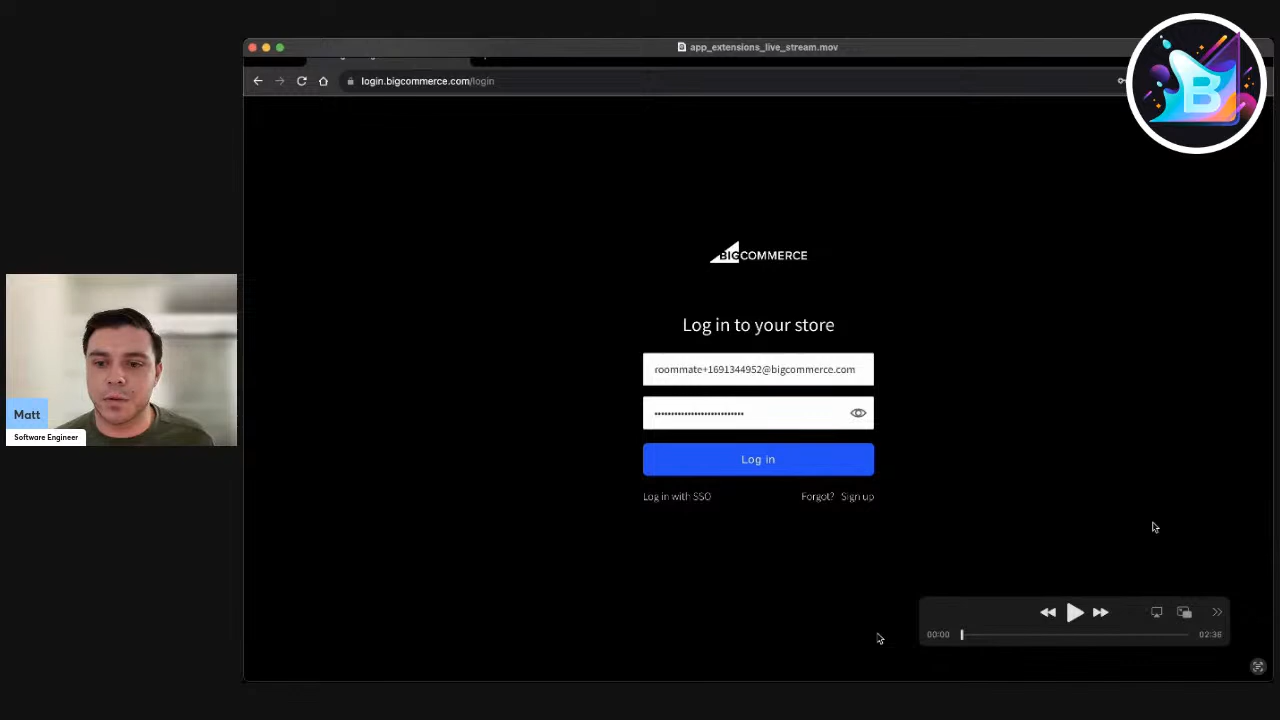 app_extensions_live_stream.mov
login.bigcommerce.com/login
B
BIGCOMMERCE
Log in to your store
roommate+1691344952@bigcommerce.com
Log in
Log in with SSO
Forgot? Sign up
Matt
Software Engineer
00:00
02:36